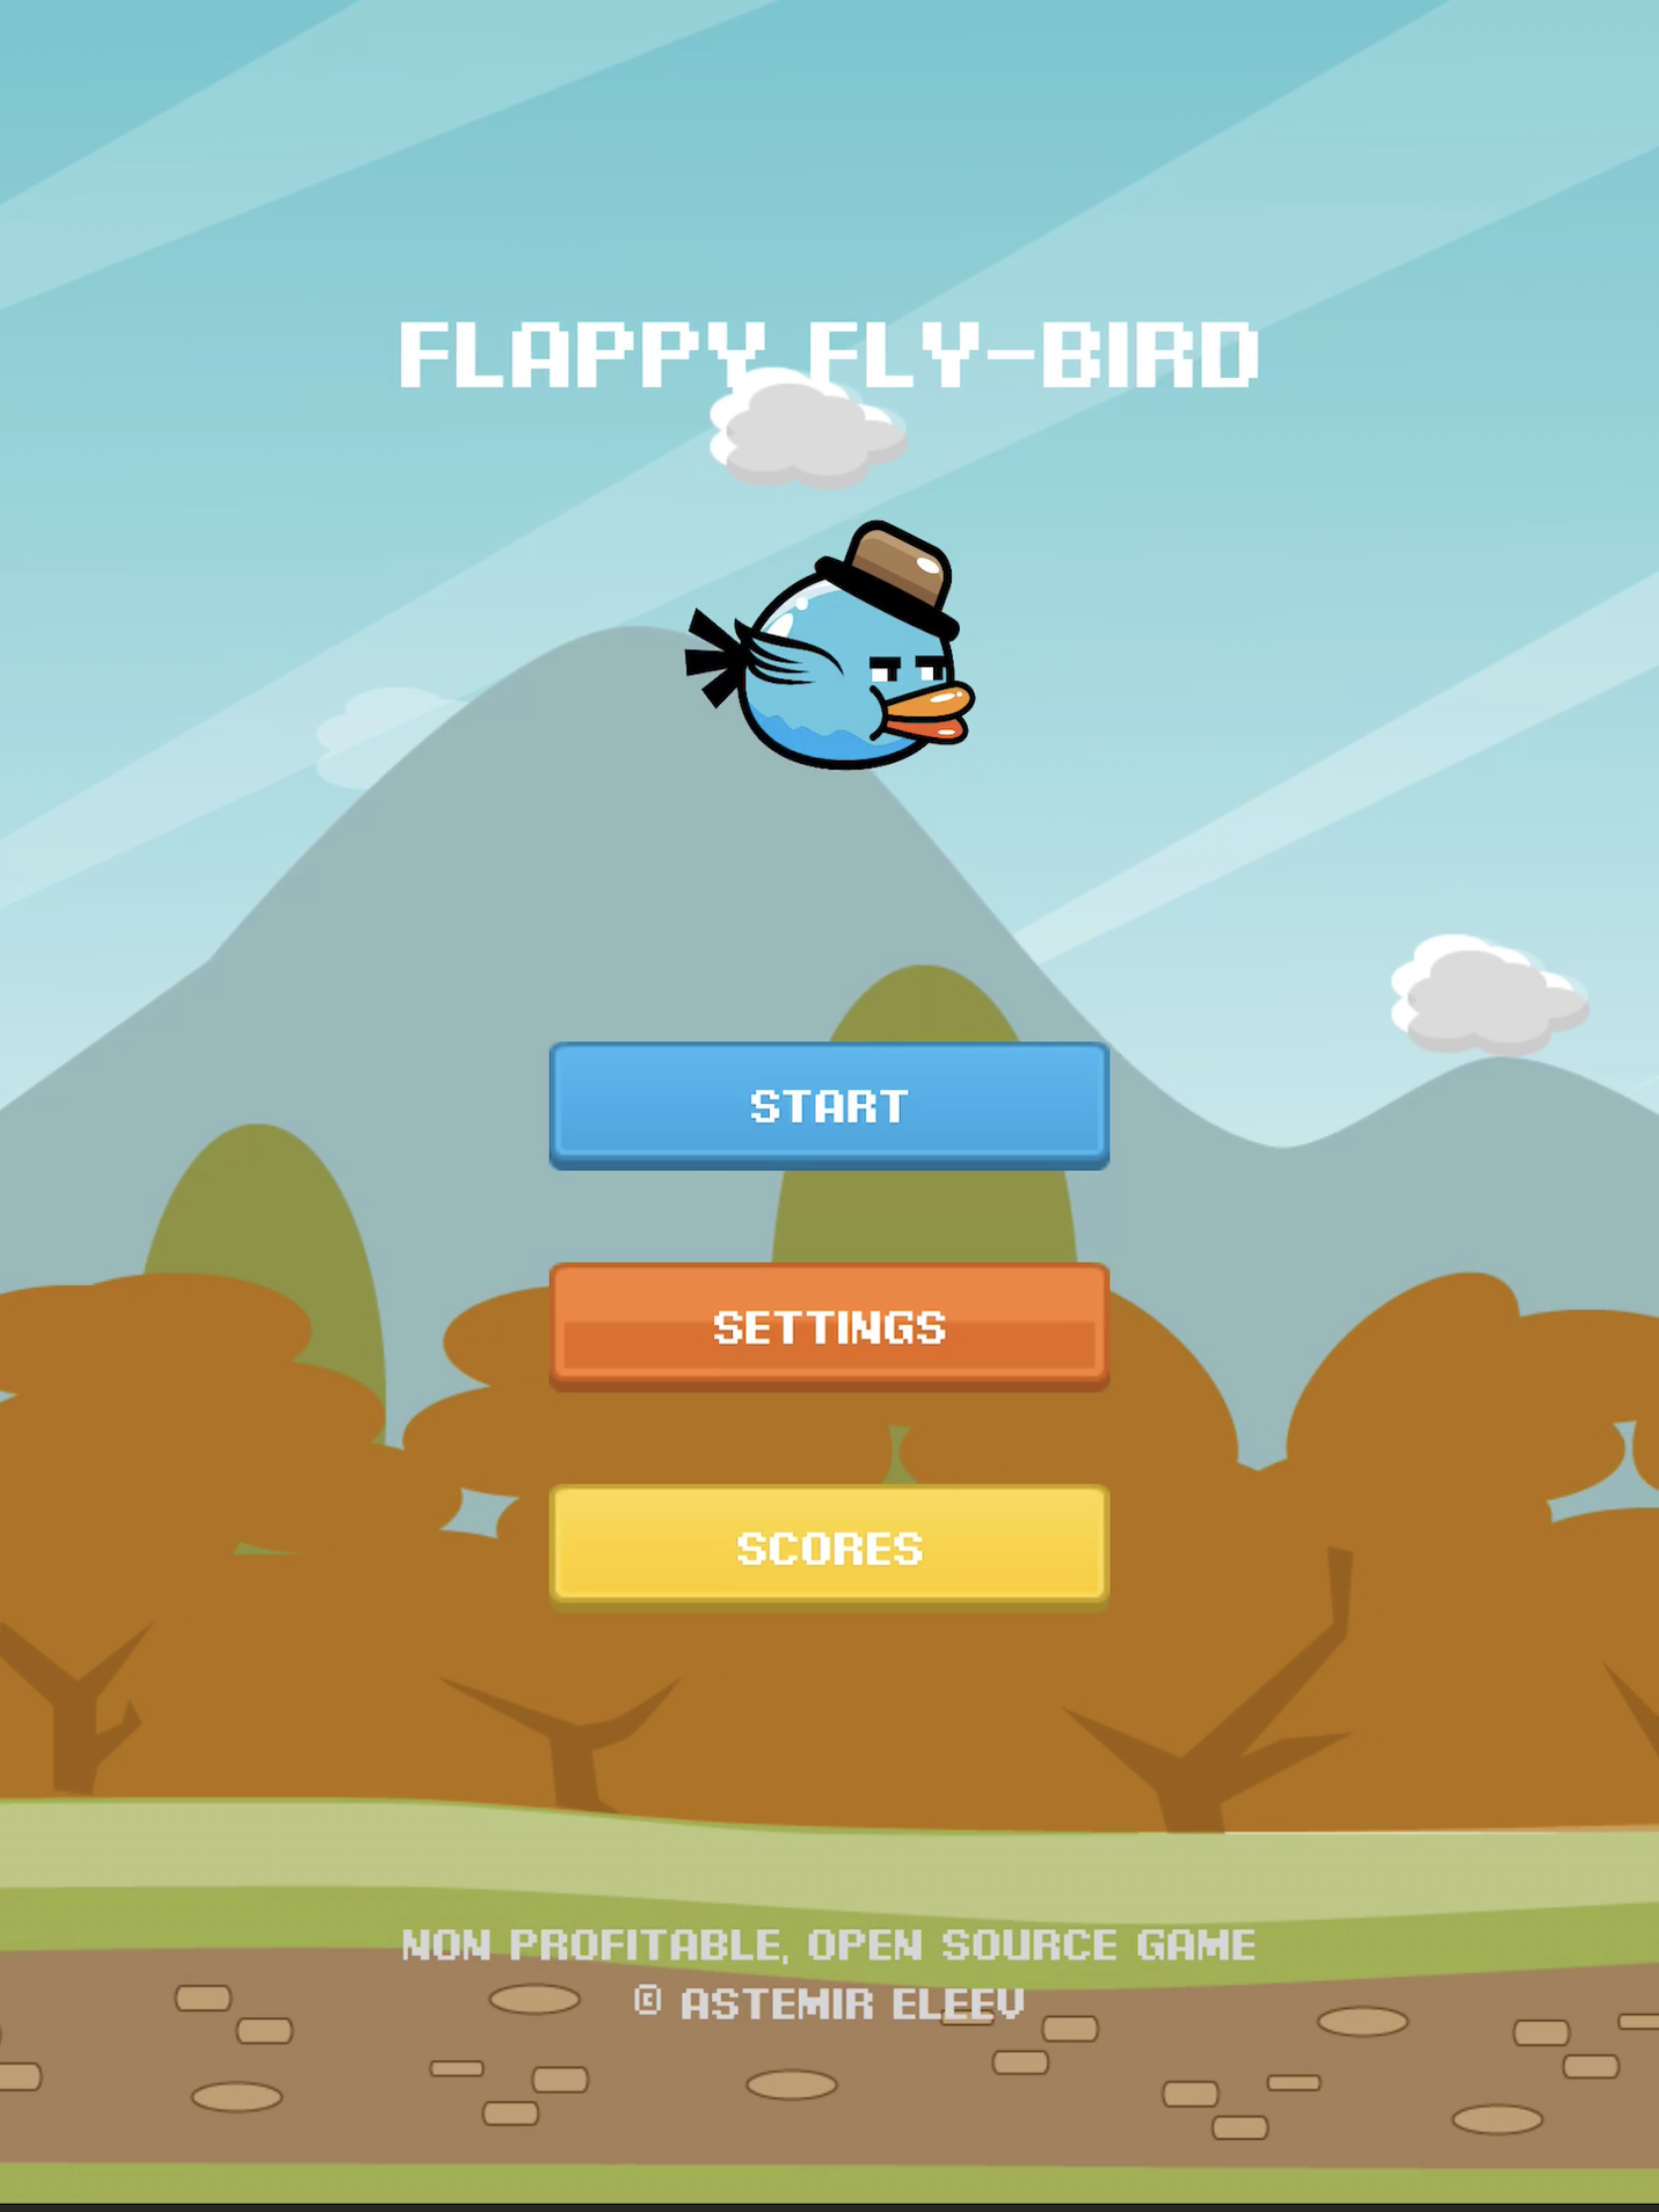 FLAPPY FLY-BIRD
START
SETTINGS
SCORES
NON PROFITABLE, OPEN SOURCE GAME
© ASTEMIR ELEEV